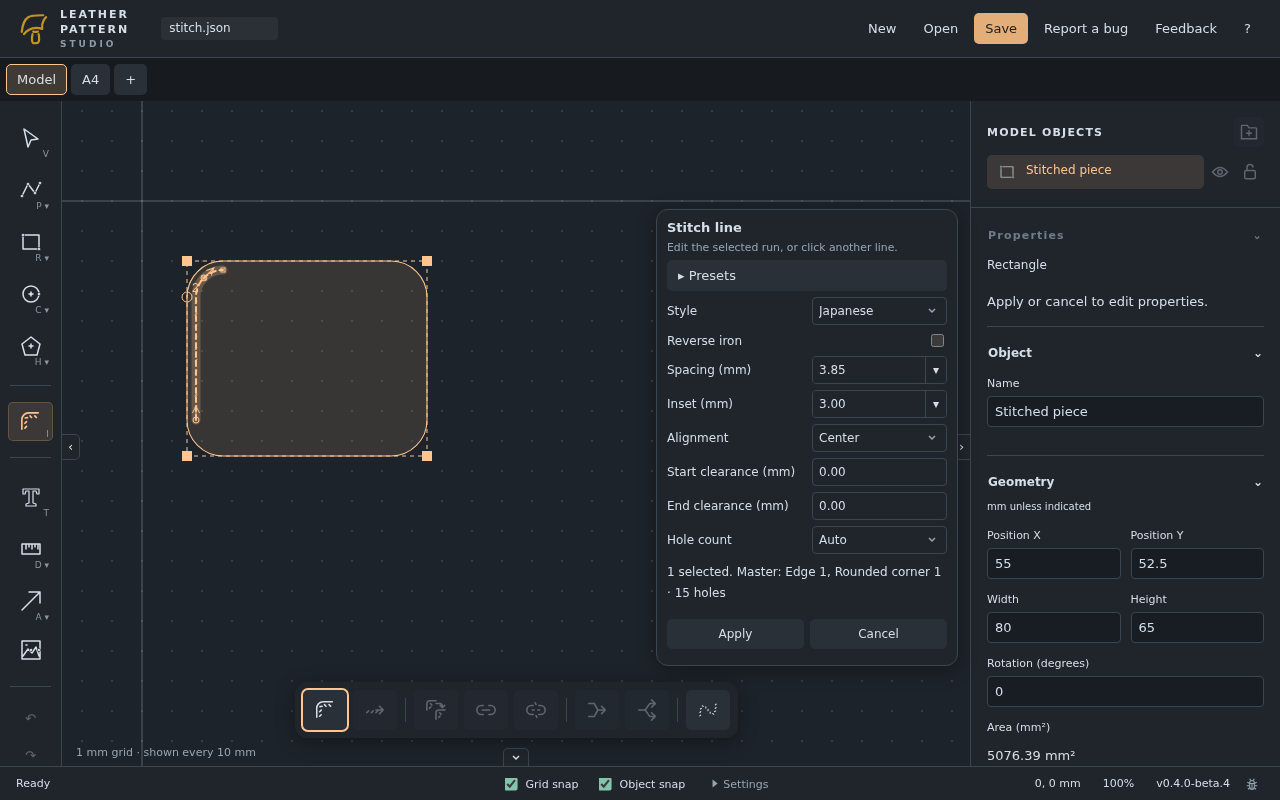 LEATHER
PATTERN
STUDIO
stitch.json
New
Open
Save
Report a bug
Feedback
?
Model
A4
+
V
P ▾
R ▾
C ▾
H ▾
I
T
D ▾
A ▾
Stitch line
Edit the selected run, or click another line.
▸ Presets
Style
Japanese
Reverse iron
Spacing (mm)
3.85
▾
Inset (mm)
3.00
▾
Alignment
Center
Start clearance (mm)
0.00
End clearance (mm)
0.00
Hole count
Auto
1 selected. Master: Edge 1, Rounded corner 1
· 15 holes
Apply
Cancel
1 mm grid · shown every 10 mm
MODEL OBJECTS
Stitched piece
Properties
Rectangle
Apply or cancel to edit properties.
Object
Name
Stitched piece
Geometry
mm unless indicated
Position X
Position Y
55
52.5
Width
Height
80
65
Rotation (degrees)
0
Area (mm²)
5076.39 mm²
Ready
Grid snap
Object snap
Settings
0, 0 mm
100%
v0.4.0-beta.4